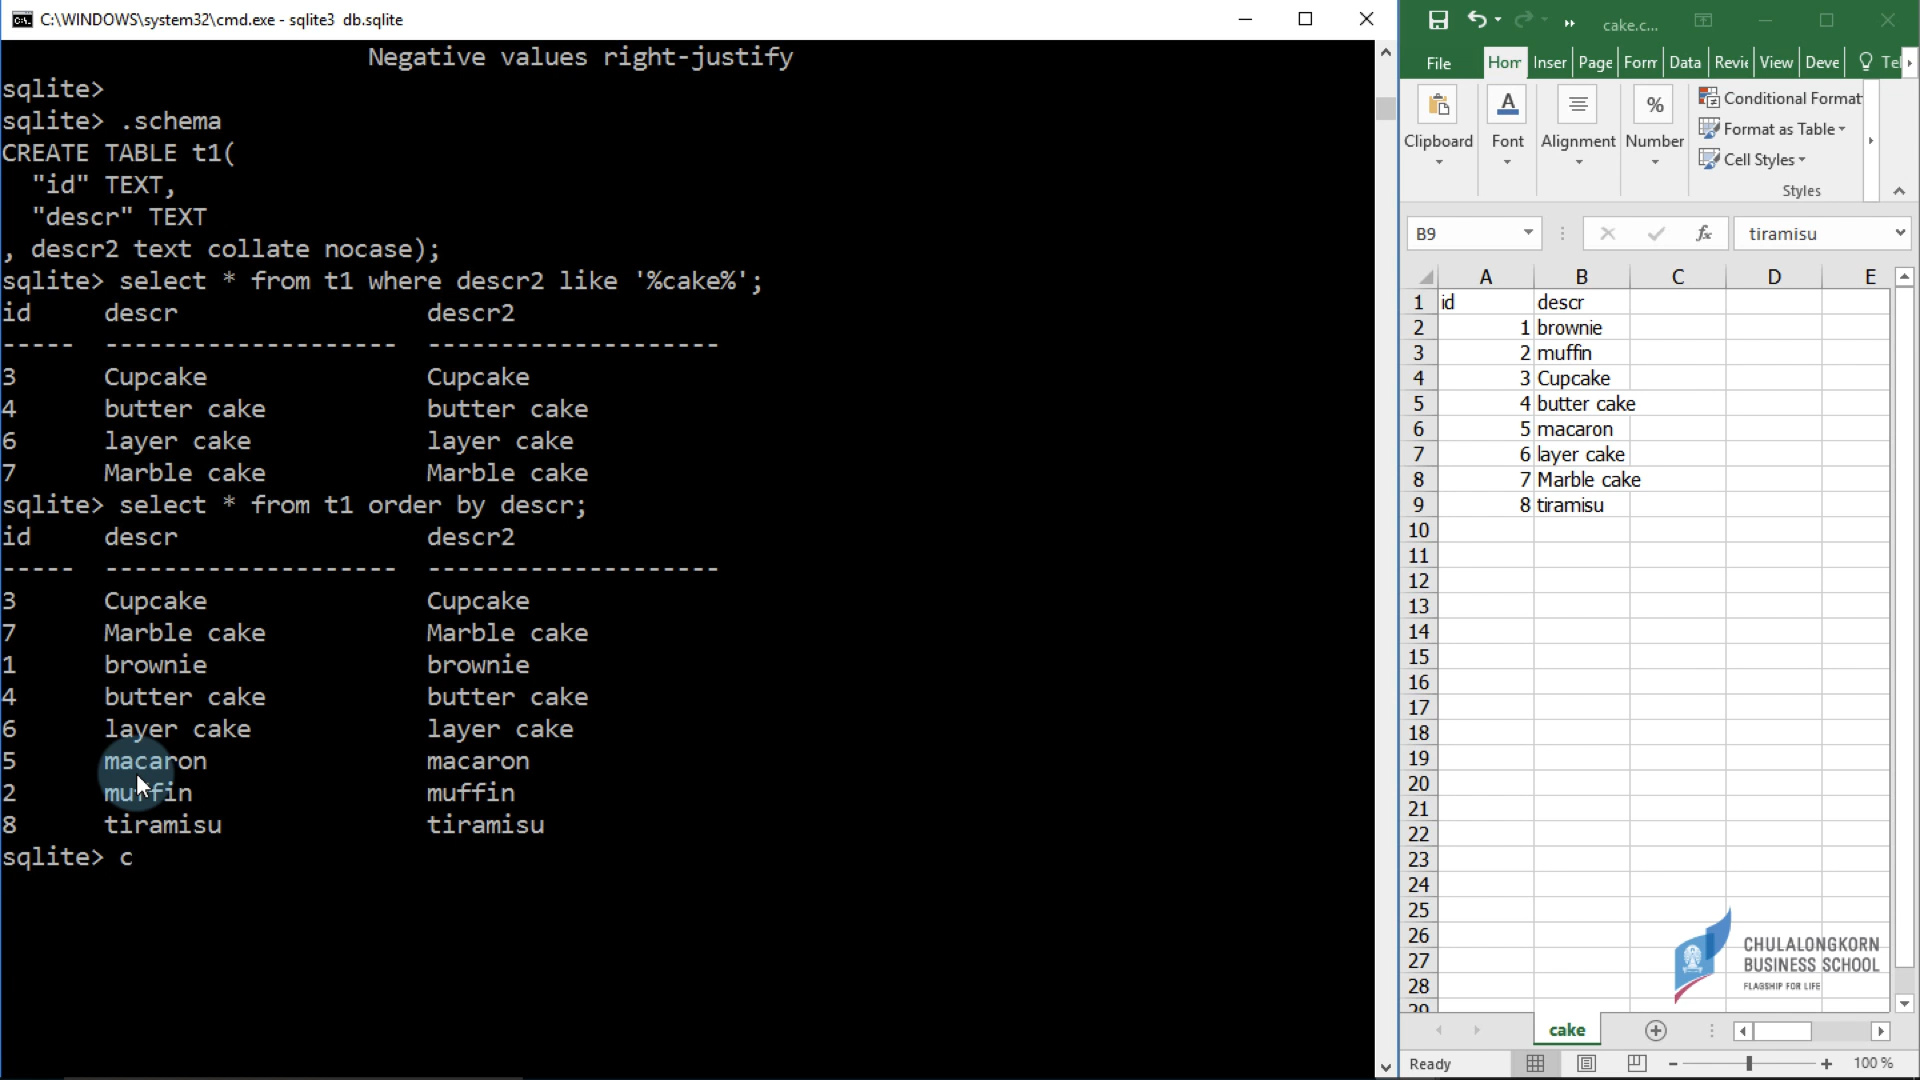 C:\WINDOWS\system32\cmd.exe - sqlite3 db.sqlite
Negative values right-justify
sqlite>
sqlite> .schema
CREATE TABLE t1(
"id" TEXT,
"descr" TEXT
, descr2 text collate nocase);
sqlite> select * from t1 where descr2 like '%cake%';
id descr descr2
----- -------------------- --------------------
3 Cupcake Cupcake
4 butter cake butter cake
6 layer cake layer cake
7 Marble cake Marble cake
sqlite> select * from t1 order by descr;
id descr descr2
----- -------------------- --------------------
3 Cupcake Cupcake
7 Marble cake Marble cake
1 brownie brownie
4 butter cake butter cake
6 layer cake layer cake
5 macaron macaron
2 muffin muffin
8 tiramisu tiramisu
sqlite> c
cake.c...
File Hom Inser Page Form Data Revie View Deve Tel
Clipboard Font Alignment Number
% Conditional Format
Format as Table
Cell Styles
Styles
B9 fx tiramisu
A B C D E
1 id descr
2 1 brownie
3 2 muffin
4 3 Cupcake
5 4 butter cake
6 5 macaron
7 6 layer cake
8 7 Marble cake
9 8 tiramisu
10
11
12
13
14
15
16
17
18
19
20
21
22
23
24
25
26
27
28
29
CHULALONGKORN
BUSINESS SCHOOL
FLAGSHIP FOR LIFE
cake
Ready 100 %